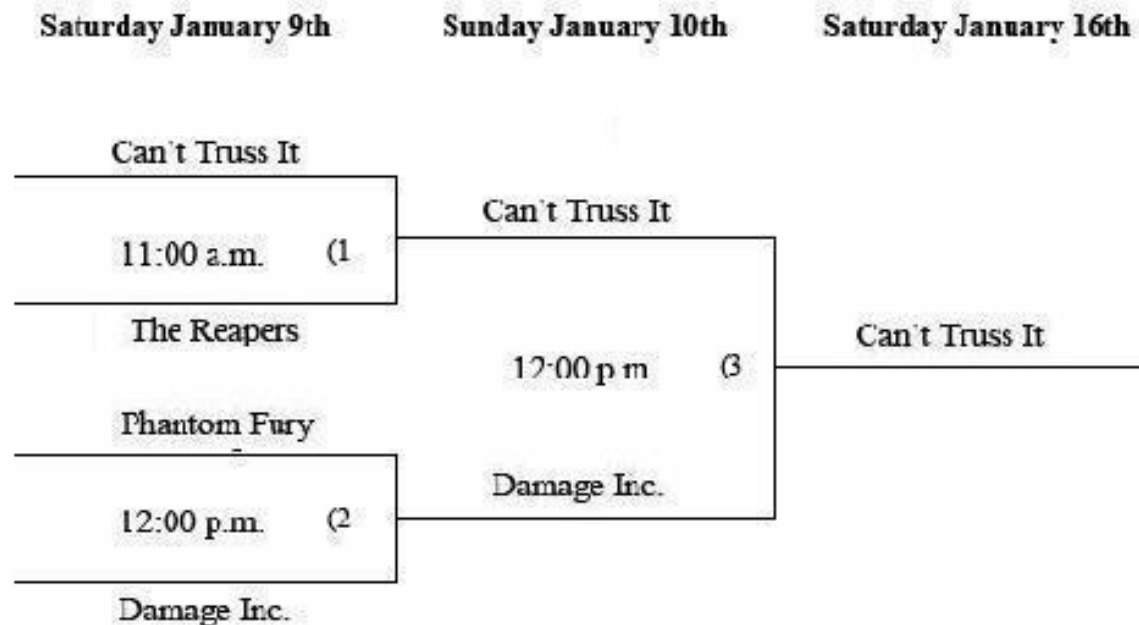 Saturday January 9th
Sunday January 10th
Saturday January 16th
Can't Truss It
Can't Truss It
11:00 a.m. (1
The Reapers
Can't Truss It
12:00 p m (3
Phantom Fury
Damage Inc.
12:00 p.m. (2
Damage Inc.